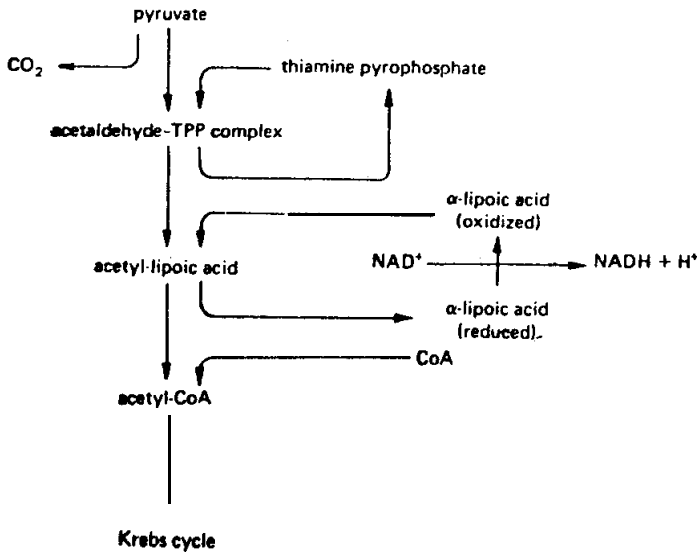 pyruvate
CO₂
thiamine pyrophosphate
acetaldehyde-TPP complex
α-lipoic acid
(oxidized)
acetyl-lipoic acid
NAD⁺
NADH + H⁺
α-lipoic acid
(reduced)
CoA
acetyl-CoA
Krebs cycle